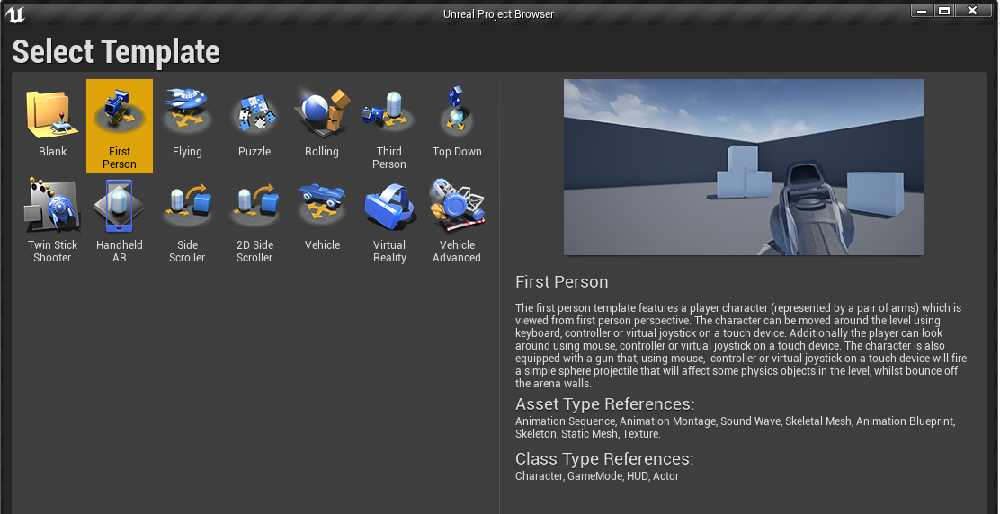 Unreal Project Browser
Select Template
Blank
First
Person
Flying
Puzzle
Rolling
Third
Person
Top Down
Twin Stick
Shooter
Handheld
AR
Side
Scroller
2D Side
Scroller
Vehicle
Virtual
Reality
Vehicle
Advanced
First Person
The first person template features a player character (represented by a pair of arms) which is
viewed from first person perspective. The character can be moved around the level using
keyboard, controller or virtual joystick on a touch device. Additionally the player can look
around using mouse, controller or virtual joystick on a touch device. The character is also
equipped with a gun that, using mouse,  controller or virtual joystick on a touch device will fire
a simple sphere projectile that will affect some physics objects in the level, whilst bounce off
the arena walls.
Asset Type References:
Animation Sequence, Animation Montage, Sound Wave, Skeletal Mesh, Animation Blueprint,
Skeleton, Static Mesh, Texture.
Class Type References:
Character, GameMode, HUD, Actor